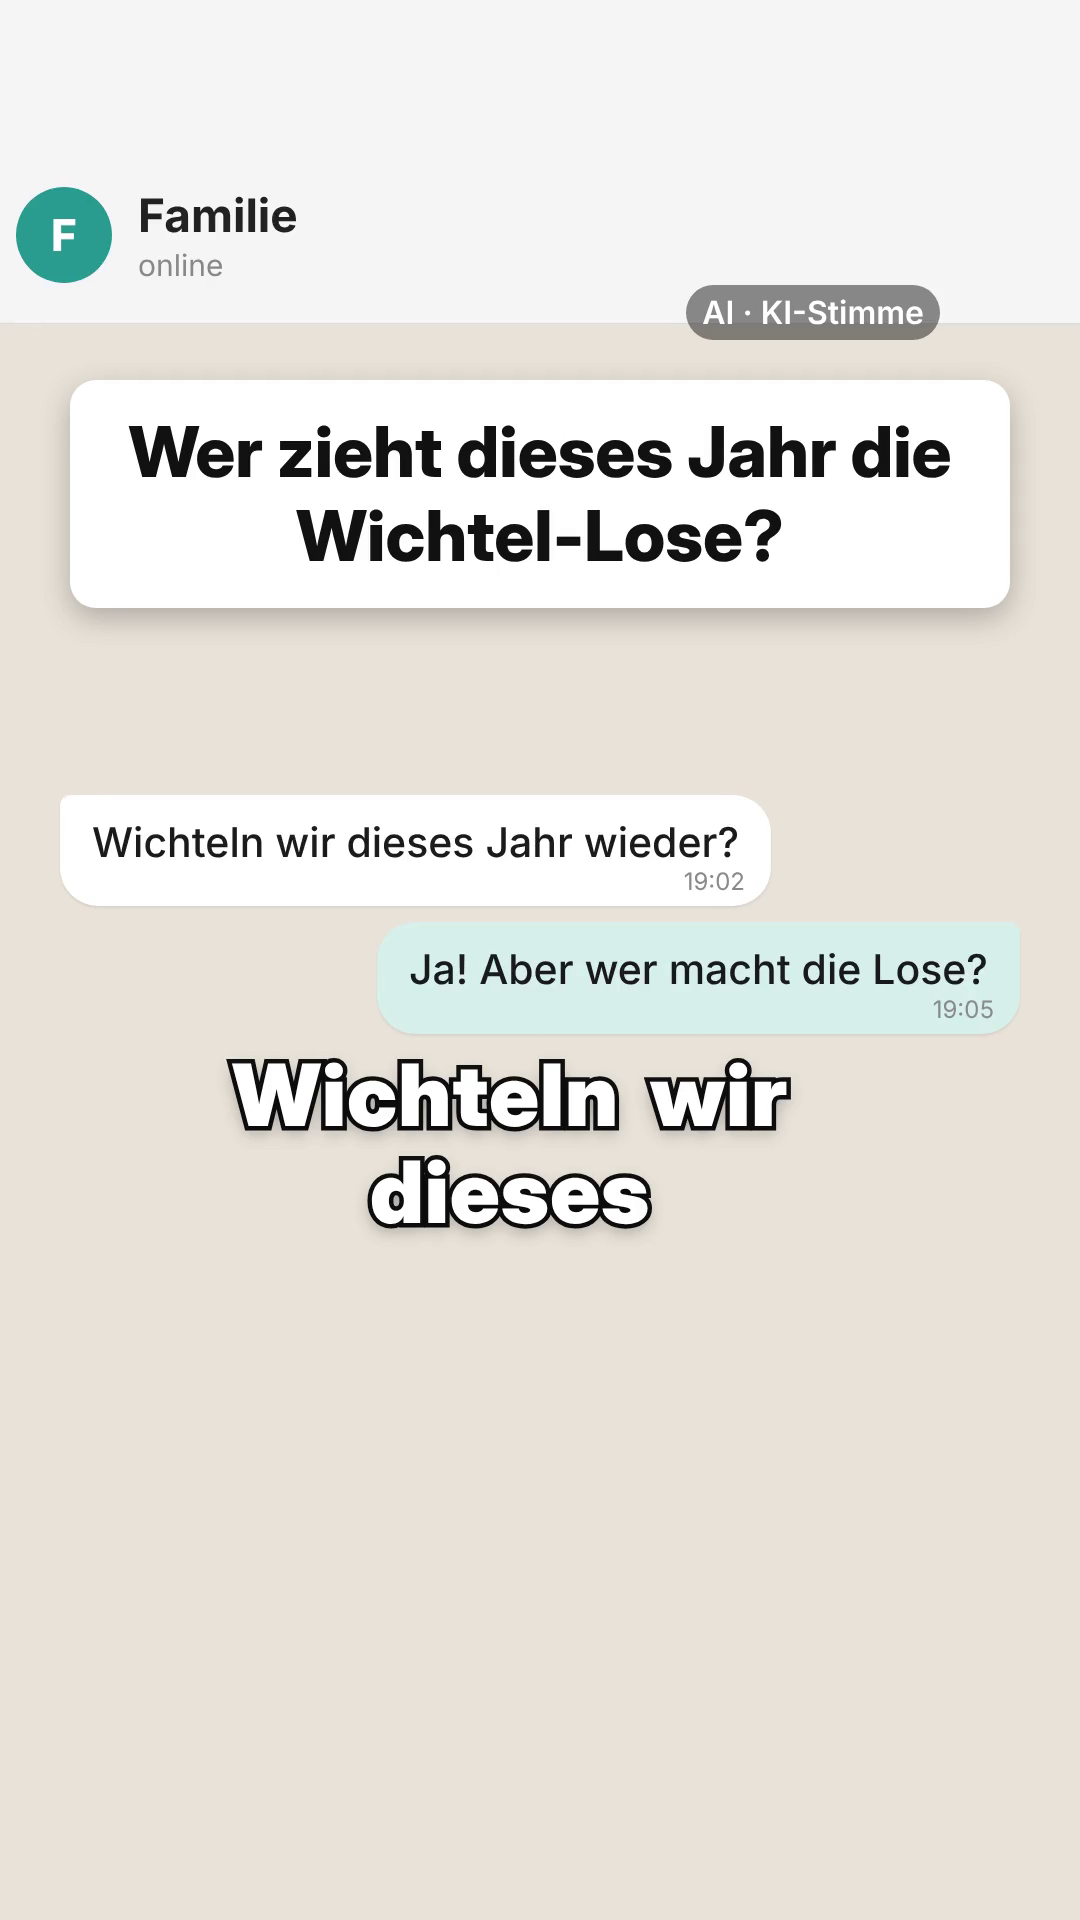 F
Familie
online
AI · KI-Stimme
Wer zieht dieses Jahr die
Wichtel-Lose?
Wichteln wir dieses Jahr wieder?
19:02
Ja! Aber wer macht die Lose?
19:05
Wichteln wir
dieses